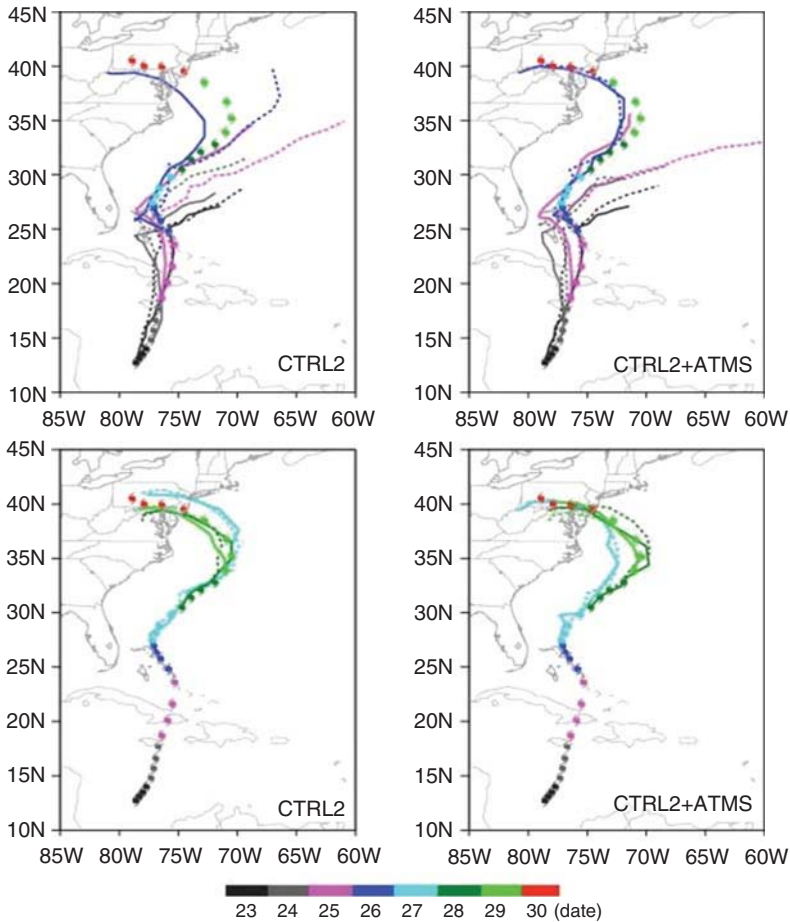 45N 45N
40N 40N
35N 35N
30N 30N
25N 25N
20N 20N
15N 15N
CTRL2 CTRL2+ATMS
10N 10N
85W 80W 75W 70W 65W 60W 85W 80W 75W 70W 65W 60W
45N 45N
40N 40N
35N 35N
30N 30N
25N 25N
20N 20N
15N 15N
CTRL2 CTRL2+ATMS
10N 10N
85W 80W 75W 70W 65W 60W 85W 80W 75W 70W 65W 60W
23 24 25 26 27 28 29 30 (date)